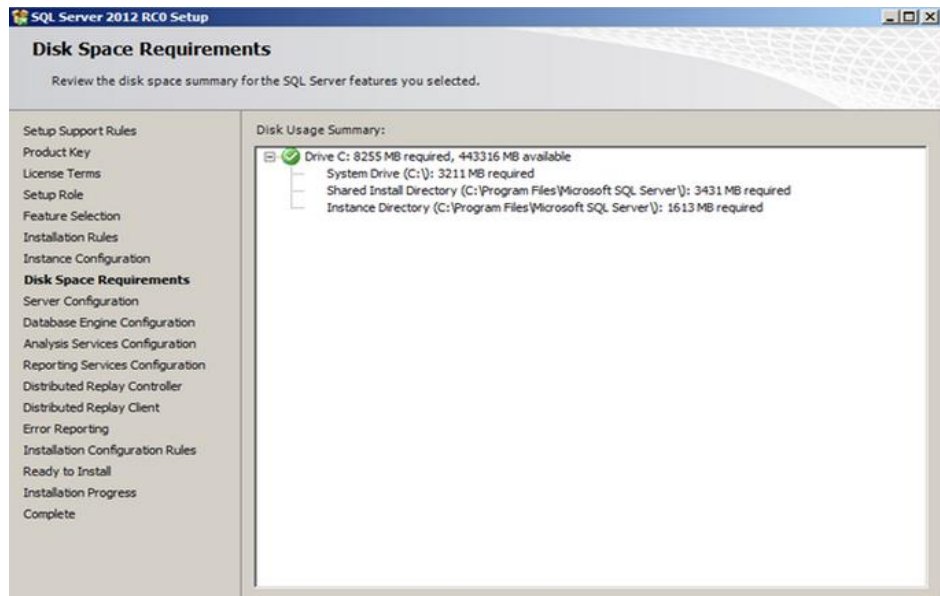 SQL Server 2012 RC0 Setup
Disk Space Requirements
Review the disk space summary for the SQL Server features you selected.
Setup Support Rules
Product Key
License Terms
Setup Role
Feature Selection
Installation Rules
Instance Configuration
Disk Space Requirements
Server Configuration
Database Engine Configuration
Analysis Services Configuration
Reporting Services Configuration
Distributed Replay Controller
Distributed Replay Client
Error Reporting
Installation Configuration Rules
Ready to Install
Installation Progress
Complete
Disk Usage Summary:
Drive C: 8255 MB required, 443316 MB available
System Drive (C:\): 3211 MB required
Shared Install Directory (C:\Program Files\Microsoft SQL Server\): 3431 MB required
Instance Directory (C:\Program Files\Microsoft SQL Server\): 1613 MB required